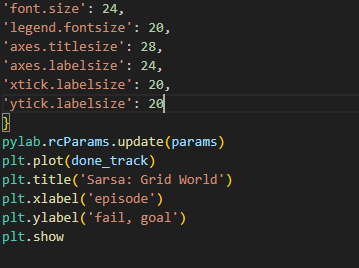 'font.size': 24,
'legend.fontsize': 20,
'axes.titlesize': 28,
'axes.labelsize': 24,
'xtick.labelsize': 20,
'ytick.labelsize': 20
}
pylab.rcParams.update(params)
plt.plot(done_track)
plt.title('Sarsa: Grid World')
plt.xlabel('episode')
plt.ylabel('fail, goal')
plt.show